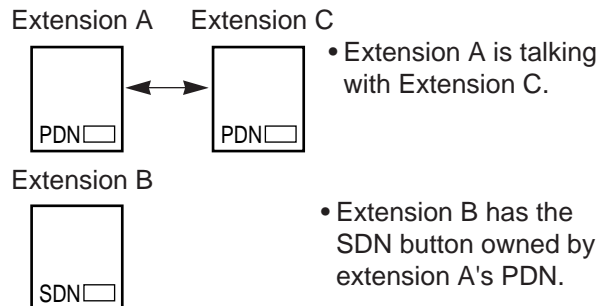 Extension A Extension C
• Extension A is talking
with Extension C.
PDN PDN
Extension B
• Extension B has the
SDN button owned by
extension A's PDN.
SDN